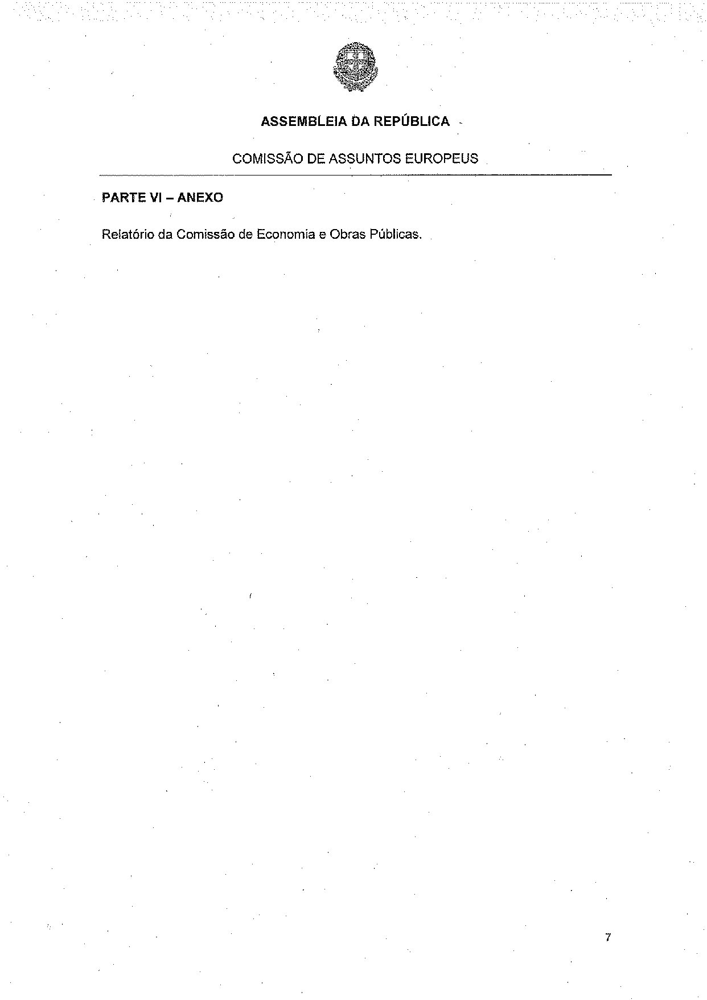 ASSEMBLEIA DA REPÚBLICA
COMISSÃO DE ASSUNTOS EUROPEUS
PARTE VI – ANEXO
Relatório da Comissão de Economia e Obras Públicas.
7